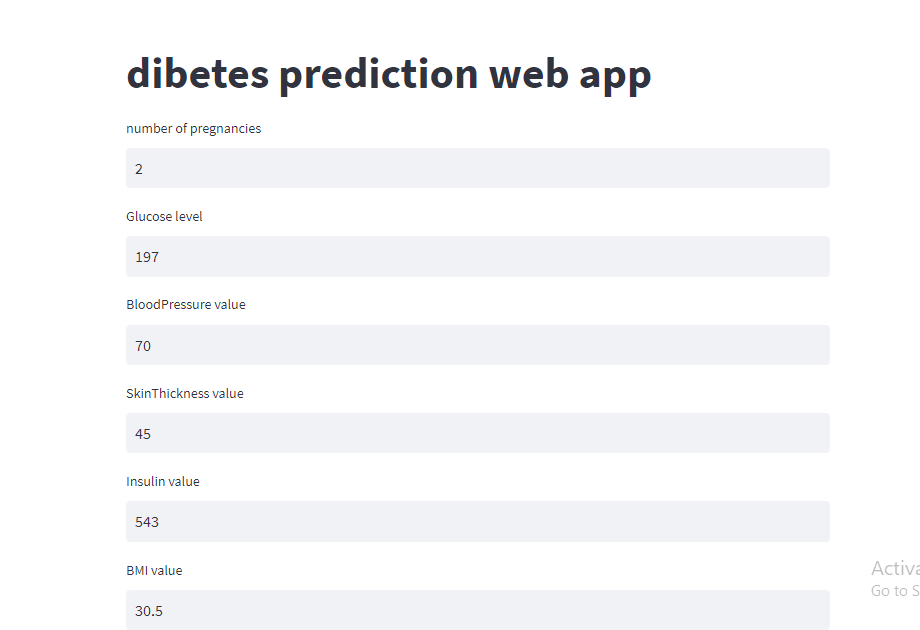 dibetes prediction web app
number of pregnancies
2
Glucose level
197
BloodPressure value
70
SkinThickness value
45
Insulin value
543
BMI value
30.5
Activa
Go to S